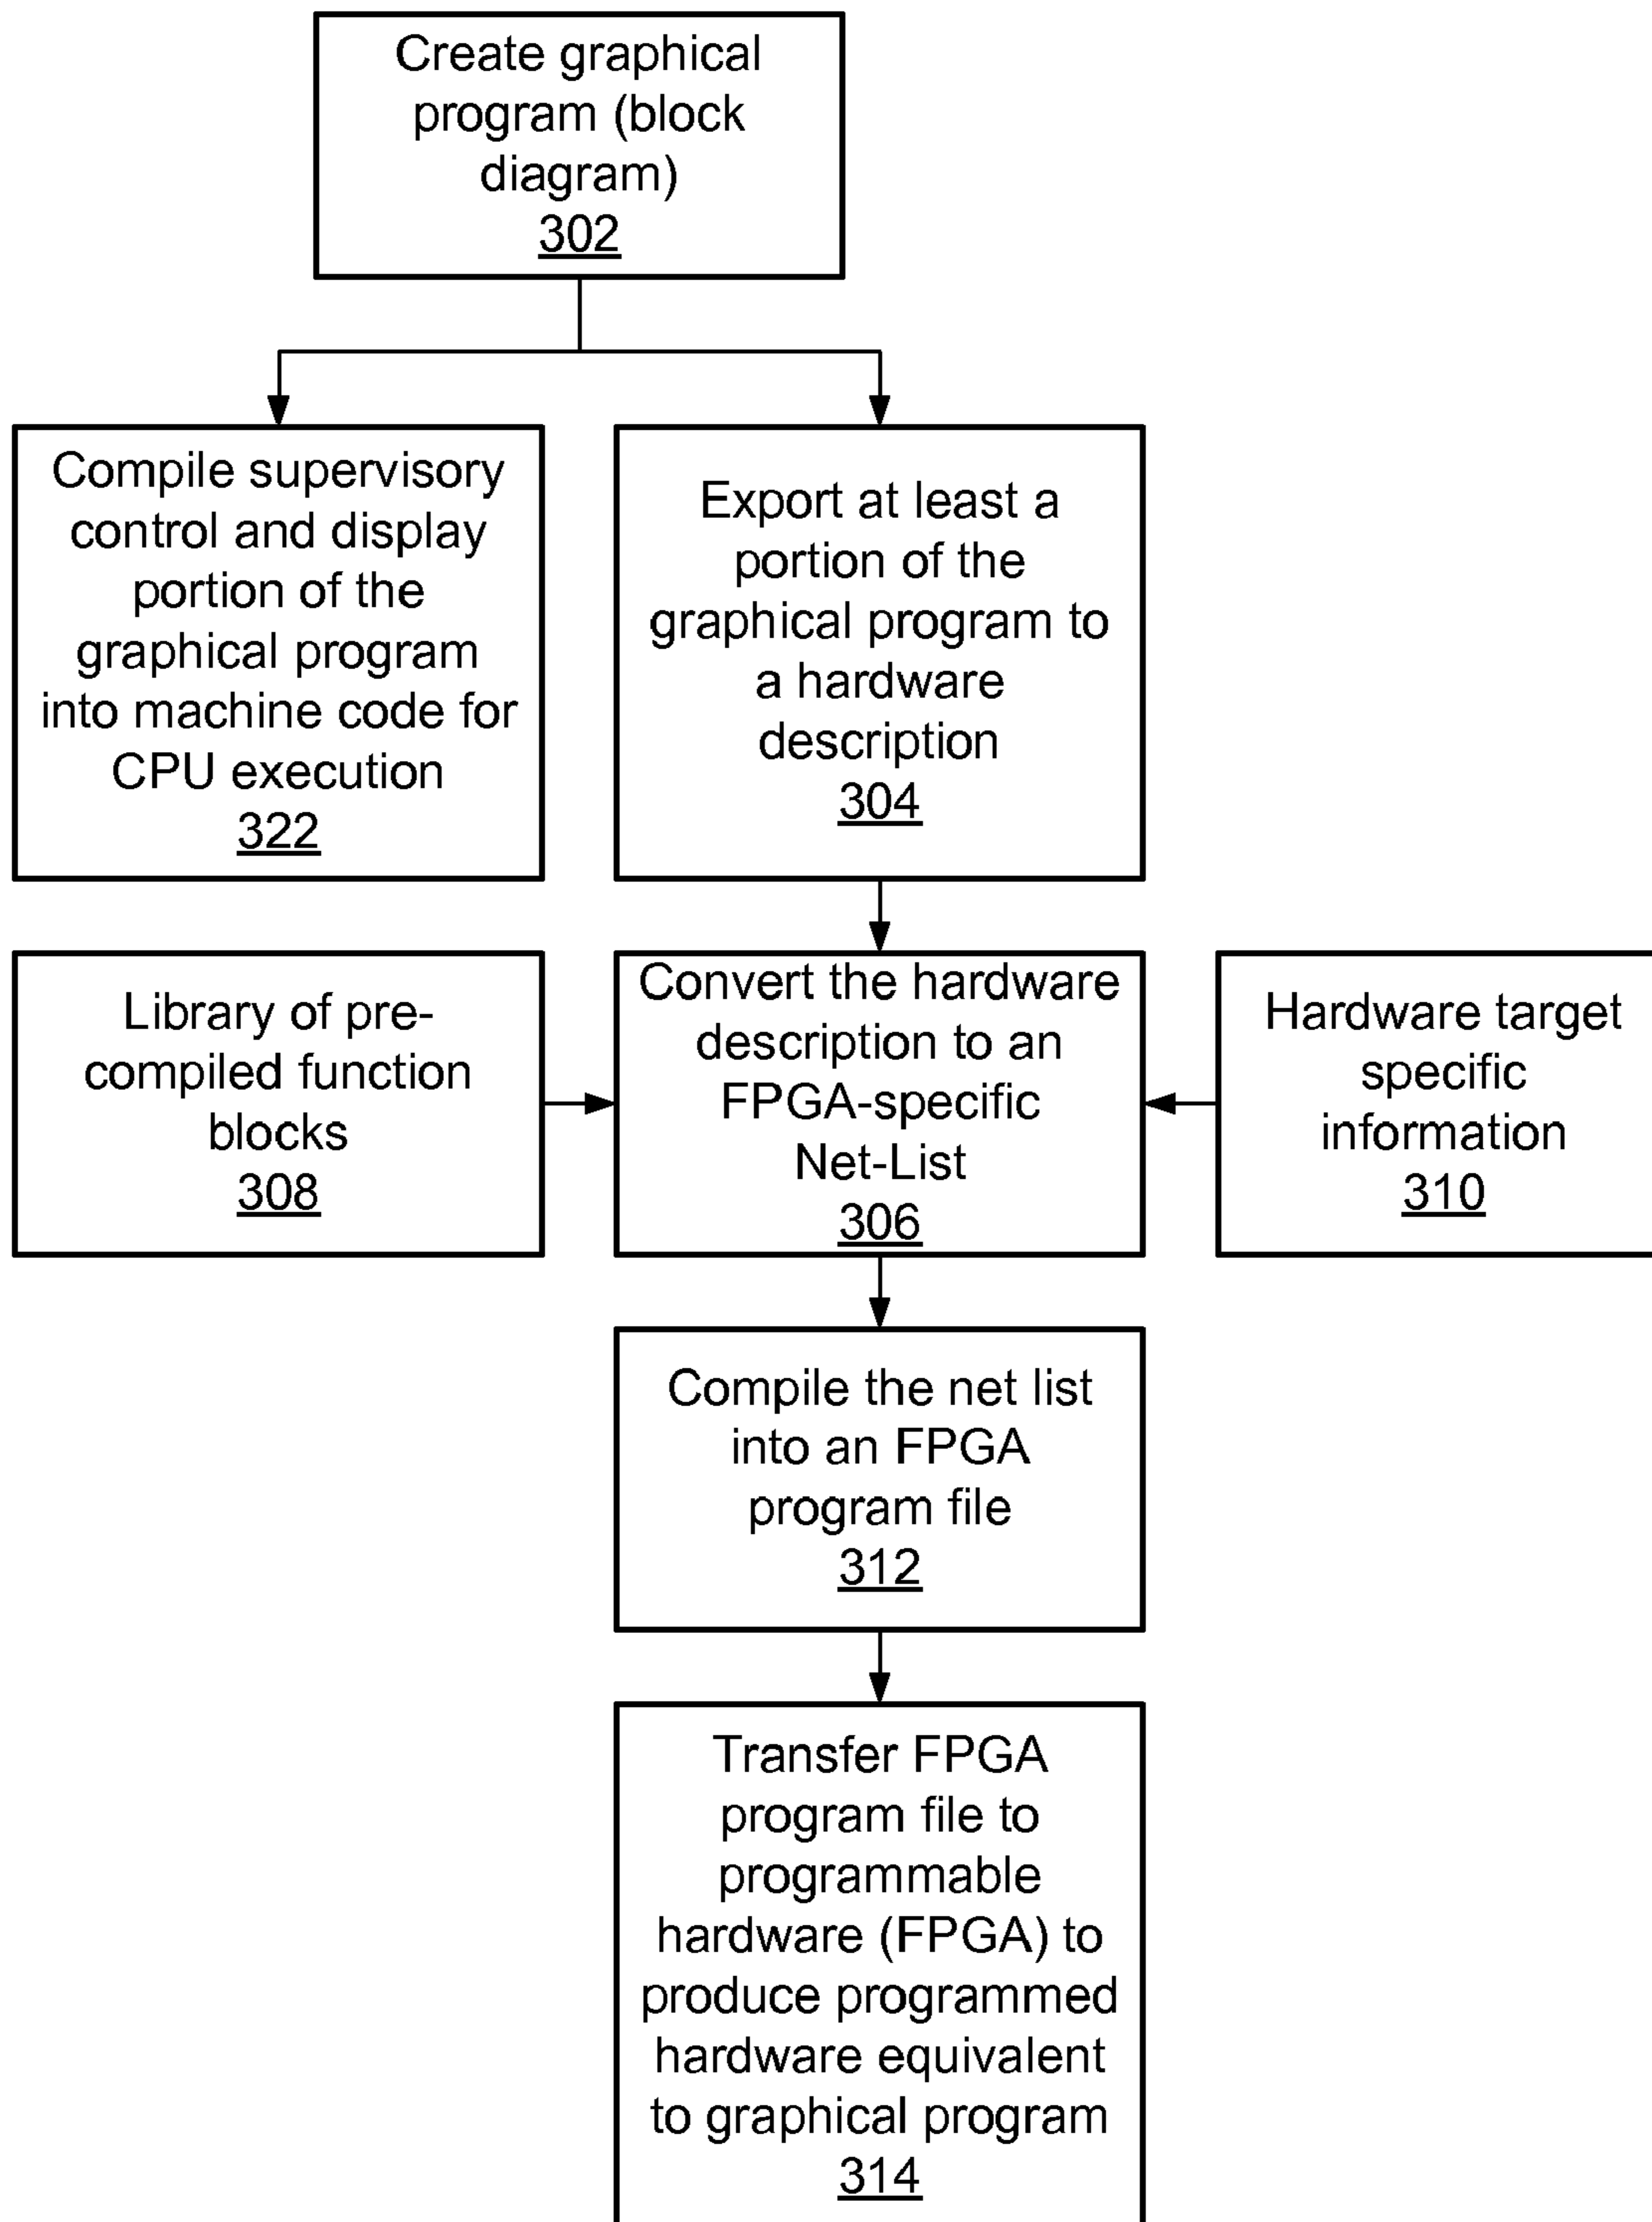 Create graphical
program (block
diagram)
302
Compile supervisory
control and display
portion of the
graphical program
into machine code for
CPU execution
322
Export at least a
portion of the
graphical program to
a hardware
description
304
Library of pre-
compiled function
blocks
308
Convert the hardware
description to an
FPGA-specific
Net-List
306
Hardware target
specific
information
310
Compile the net list
into an FPGA
program file
312
Transfer FPGA
program file to
programmable
hardware (FPGA) to
produce programmed
hardware equivalent
to graphical program
314